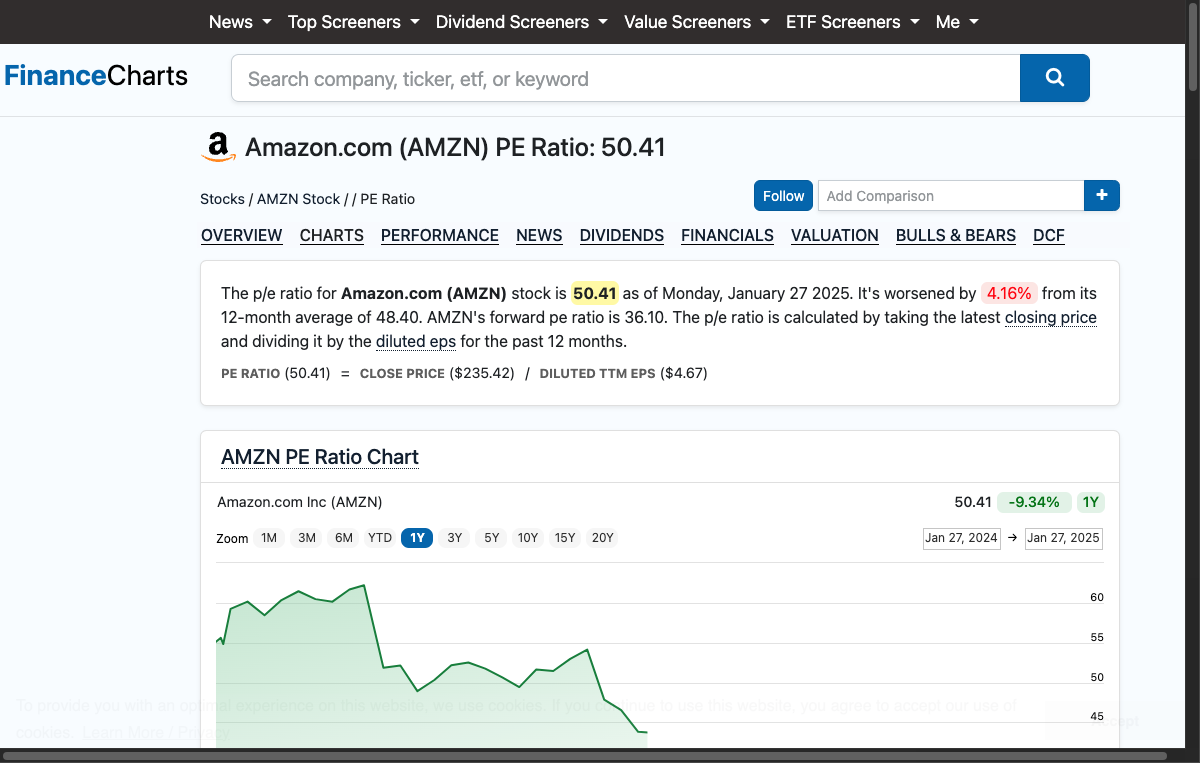 News Top Screeners Dividend Screeners Value Screeners ETF Screeners Me
FinanceCharts
Search company, ticker, etf, or keyword
Amazon.com (AMZN) PE Ratio: 50.41
Stocks / AMZN Stock / / PE Ratio
Follow Add Comparison +
OVERVIEW CHARTS PERFORMANCE NEWS DIVIDENDS FINANCIALS VALUATION BULLS & BEARS DCF
The p/e ratio for Amazon.com (AMZN) stock is 50.41 as of Monday, January 27 2025. It's worsened by 4.16% from its
12-month average of 48.40. AMZN's forward pe ratio is 36.10. The p/e ratio is calculated by taking the latest closing price
and dividing it by the diluted eps for the past 12 months.
PE RATIO (50.41) = CLOSE PRICE ($235.42) / DILUTED TTM EPS ($4.67)
AMZN PE Ratio Chart
Amazon.com Inc (AMZN) 50.41 -9.34% 1Y
Zoom 1M 3M 6M YTD 1Y 3Y 5Y 10Y 15Y 20Y Jan 27, 2024 → Jan 27, 2025
60
55
50
45
To provide you with an optimal experience on this website, we use cookies. If you continue to use this website, you agree to accept our use of
cookies. Learn More / Privacy
Accept